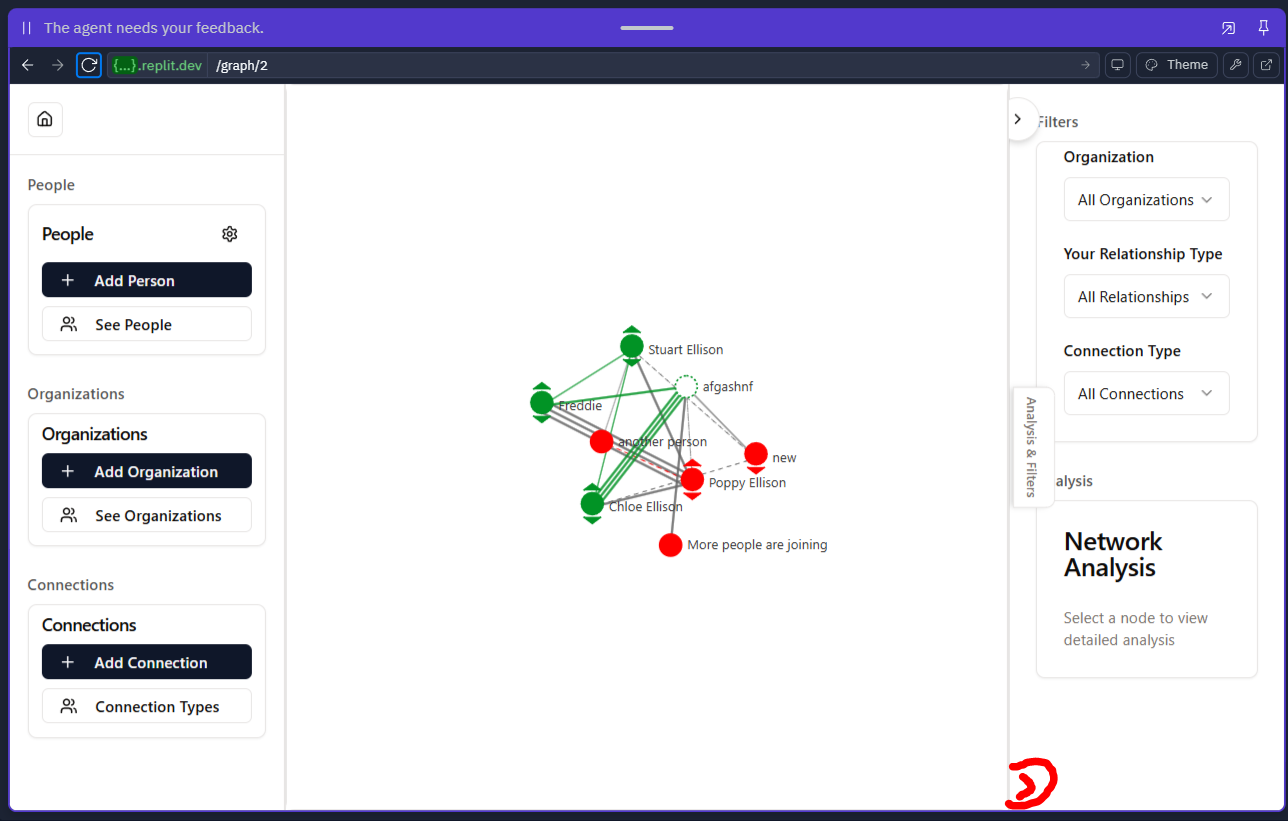 The agent needs your feedback.
{...}.replit.dev /graph/2
Theme
People
People
Add Person
See People
Organizations
Organizations
Add Organization
See Organizations
Connections
Connections
Add Connection
Connection Types
Stuart Ellison
afgashnf
Freddie
another person
new
Poppy Ellison
Chloe Ellison
More people are joining
Filters
Organization
All Organizations
Your Relationship Type
All Relationships
Connection Type
All Connections
Analysis & Filters
alysis
Network
Analysis
Select a node to view
detailed analysis